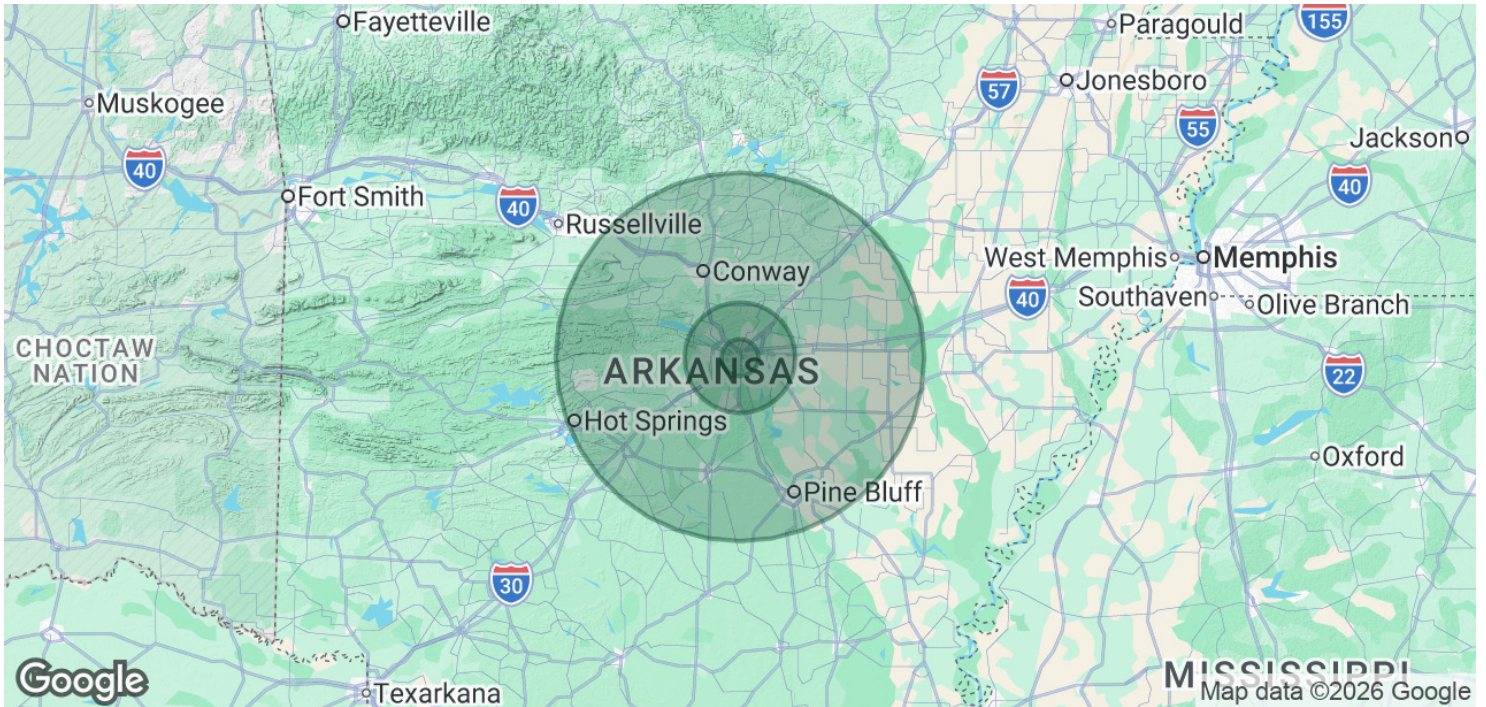 Fayetteville
Paragould
155
Jonesboro
57
Muskogee
55
Jackson
40
40
Fort Smith
40
Russellville
West Memphis
Memphis
Conway
40
Southaven
Olive Branch
CHOCTAW
NATION
ARKANSAS
22
Hot Springs
Oxford
Pine Bluff
30
MISSISSIPPI
Google
Texarkana
Map data ©2026 Google